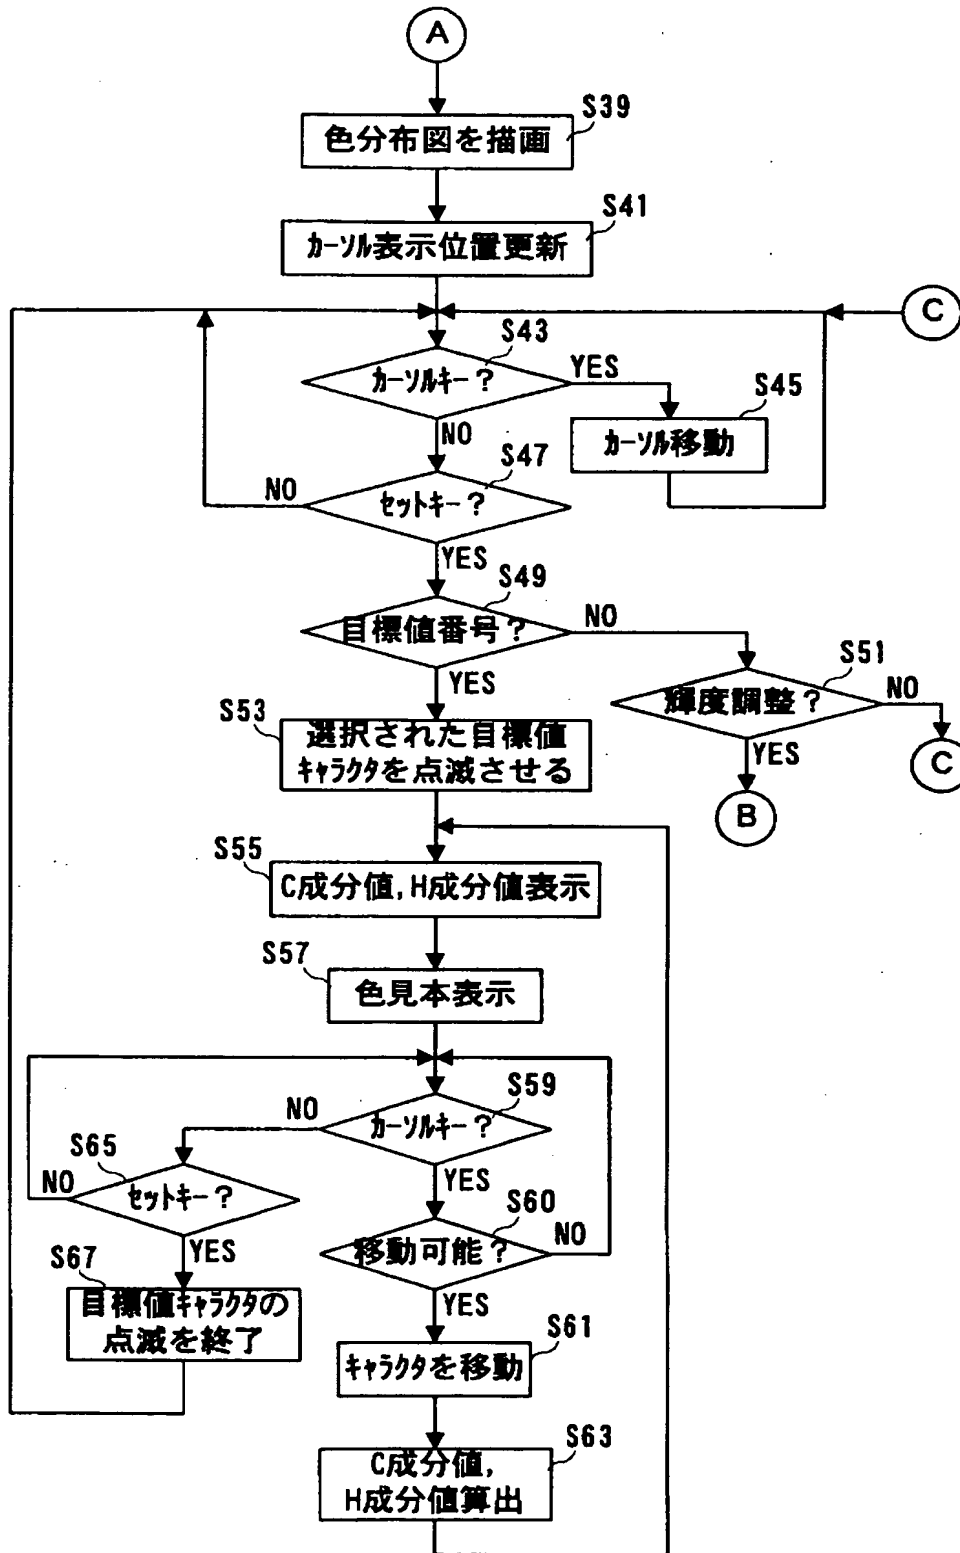 A
S39
色分布図を描画
S41
カーソル表示位置更新
C
S43
カーソルキー?
YES
S45
カーソル移動
NO
S47
NO
セットキー?
YES
S49
目標値番号?
NO
S51
輝度調整?
NO
C
YES
B
YES
S53
選択された目標値
キャラクタを点滅させる
S55
C成分値,H成分値表示
S57
色見本表示
S59
NO
カーソルキー?
S65
NO
セットキー?
YES
S60
移動可能?
NO
YES
S67
目標値キャラクタの
点滅を終了
YES
S61
キャラクタを移動
S63
C成分値,
H成分値算出